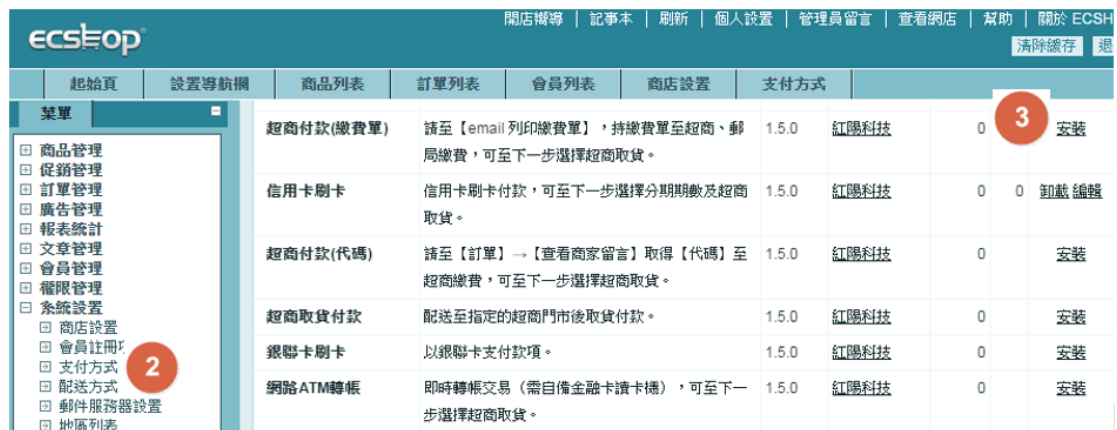 開店嚮導 | 記事本 | 刷新 | 個人設置 | 管理員留言 | 查看網店 | 幫助 | 關於 ECSH
ecshop
清除緩存 退
起始頁 設置導航欄 商品列表 訂單列表 會員列表 商店設置 支付方式
菜單
商品管理
促銷管理
訂單管理
廣告管理
報表統計
文章管理
會員管理
權限管理
系統設置
商店設置
會員註冊
支付方式
2
配送方式
郵件服務器設置
地區列表
3
超商付款(繳費單) 請至【email 列印繳費單】，持繳費單至超商、郵 1.5.0 紅陽科技 0 安裝
局繳費，可至下一步選擇超商取貨。
信用卡刷卡 信用卡刷卡付款，可至下一步選擇分期期數及超商 1.5.0 紅陽科技 0 0 卸載 編輯
取貨。
超商付款(代碼) 請至【訂單】→【查看商家留言】取得【代碼】至 1.5.0 紅陽科技 0 安裝
超商繳費，可至下一步選擇超商取貨。
超商取貨付款 配送至指定的超商門市後取貨付款。 1.5.0 紅陽科技 0 安裝
銀聯卡刷卡 以銀聯卡支付款項。 1.5.0 紅陽科技 0 安裝
網路ATM轉帳 即時轉帳交易（需自備金融卡讀卡機），可至下一 1.5.0 紅陽科技 0 安裝
步選擇超商取貨。